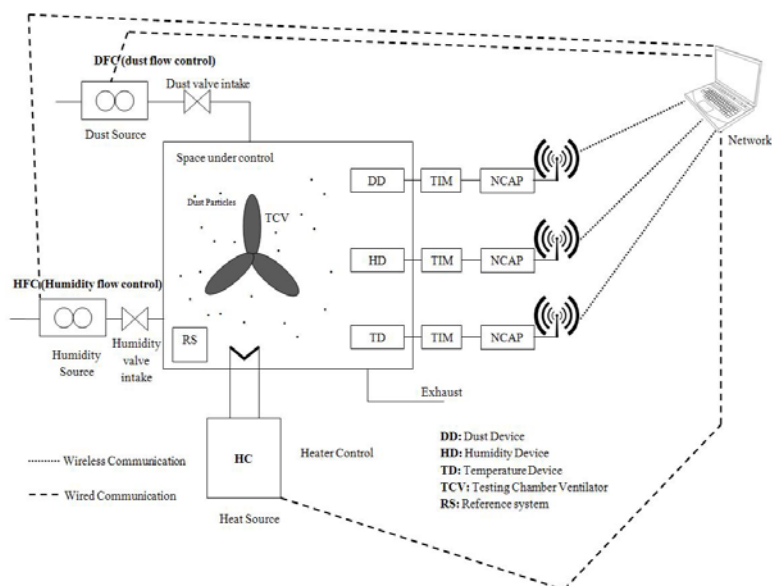 DFC (dust flow control)
Dust valve intake
Dust Source
Network
Space under control
DD
TIM
NCAP
Dust Particles
TCV
HD
TIM
NCAP
HFC (Humidity flow control)
RS
TD
TIM
NCAP
Humidity
Source
Humidity
valve
intake
Exhaust
HC
Heater Control
Heat Source
DD: Dust Device
HD: Humidity Device
TD: Temperature Device
TCV: Testing Chamber Ventilator
RS: Reference system
Wireless Communication
Wired Communication